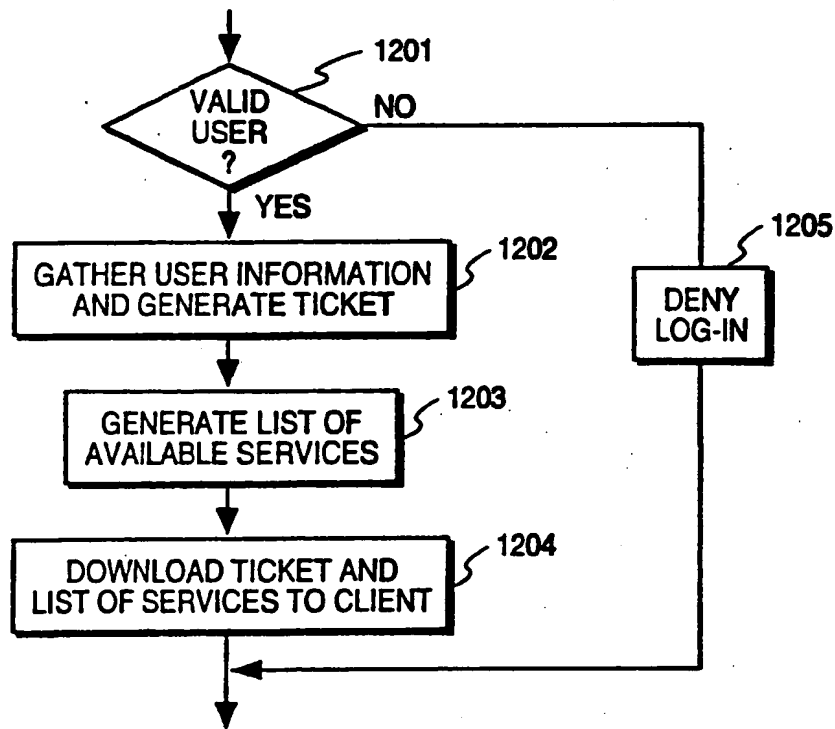 1201
VALID
USER
?
NO
YES
1202
GATHER USER INFORMATION
AND GENERATE TICKET
1205
DENY
LOG-IN
1203
GENERATE LIST OF
AVAILABLE SERVICES
1204
DOWNLOAD TICKET AND
LIST OF SERVICES TO CLIENT